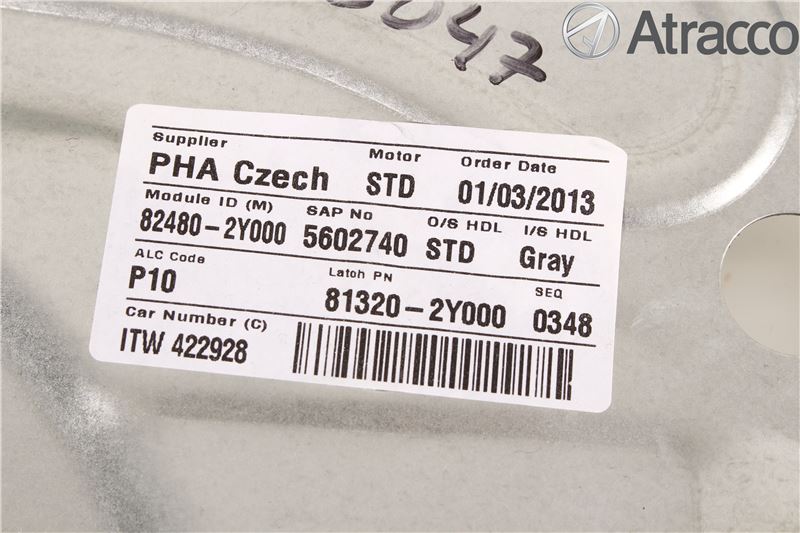 047
Atracco
Supplier Motor Order Date
PHA Czech STD 01/03/2013
Module ID (M) SAP No O/S HDL I/S HDL
82480-2Y000 5602740 STD Gray
ALC Code Latch PN SEQ
P10 81320-2Y000 0348
Car Number (C)
ITW 422928